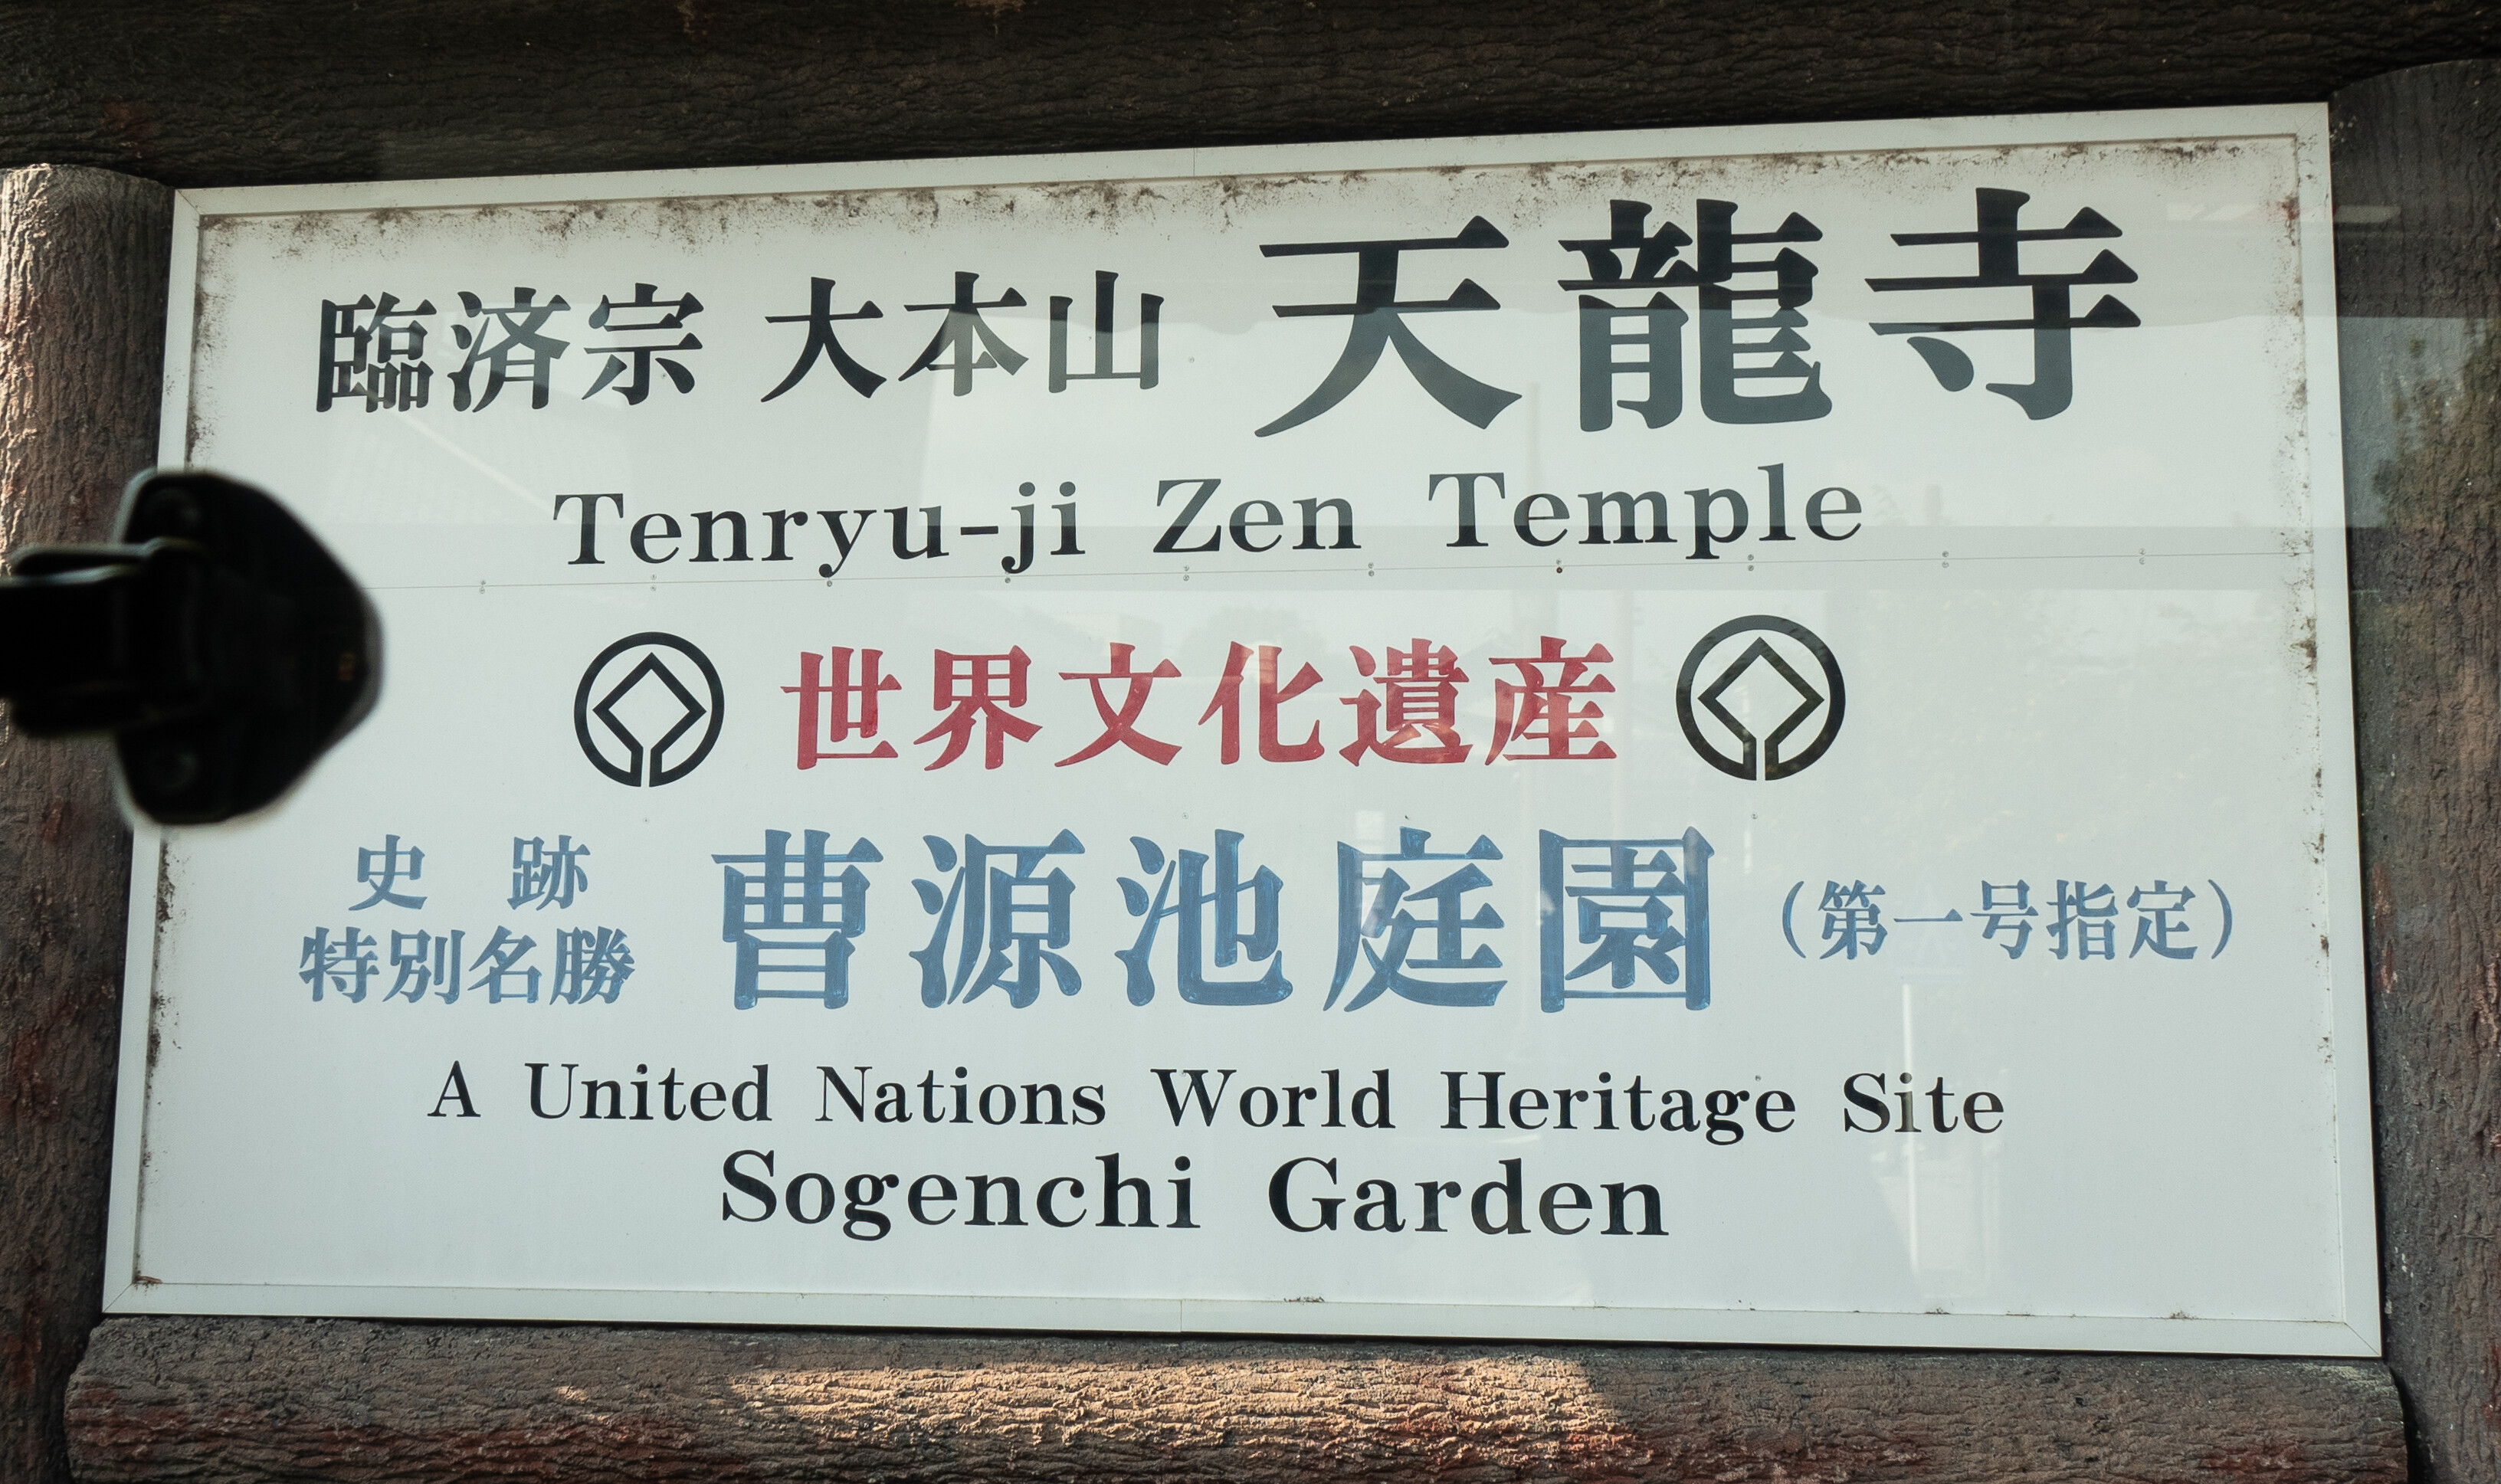 臨済宗 大本山 天龍寺
Tenryu-ji Zen Temple
世界文化遺産
史跡
特別名勝
曹源池庭園 (第一号指定)
A United Nations World Heritage Site
Sogenchi Garden